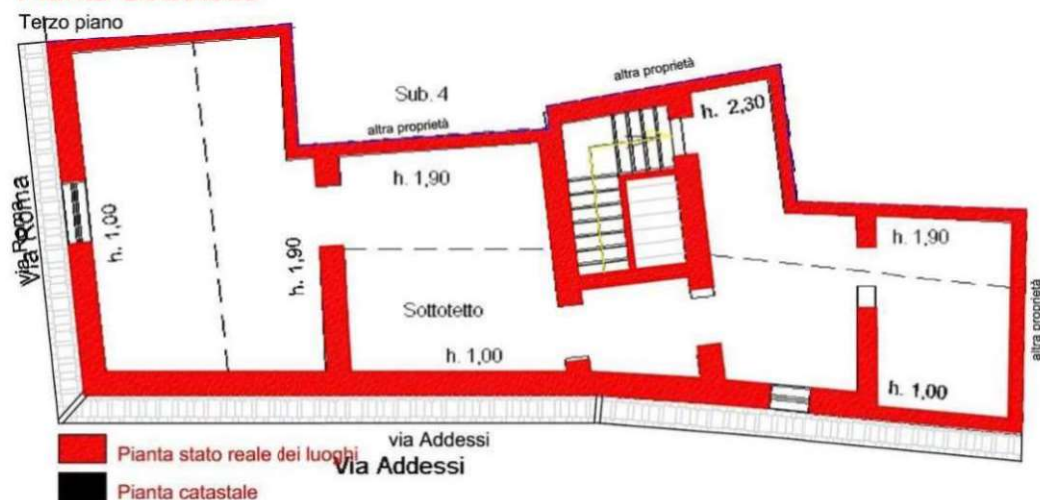 Terzo piano
altra proprietà
Sub. 4
altra proprietà
h. 2,30
h. 1,90
via Roma
Via Roma
h. 1,00
h. 1,90
h. 1,90
altra proprietà
Sottotetto
h. 1,00
h. 1,00
via Addessi
Pianta stato reale dei luoghi
Via Addessi
Pianta catastale